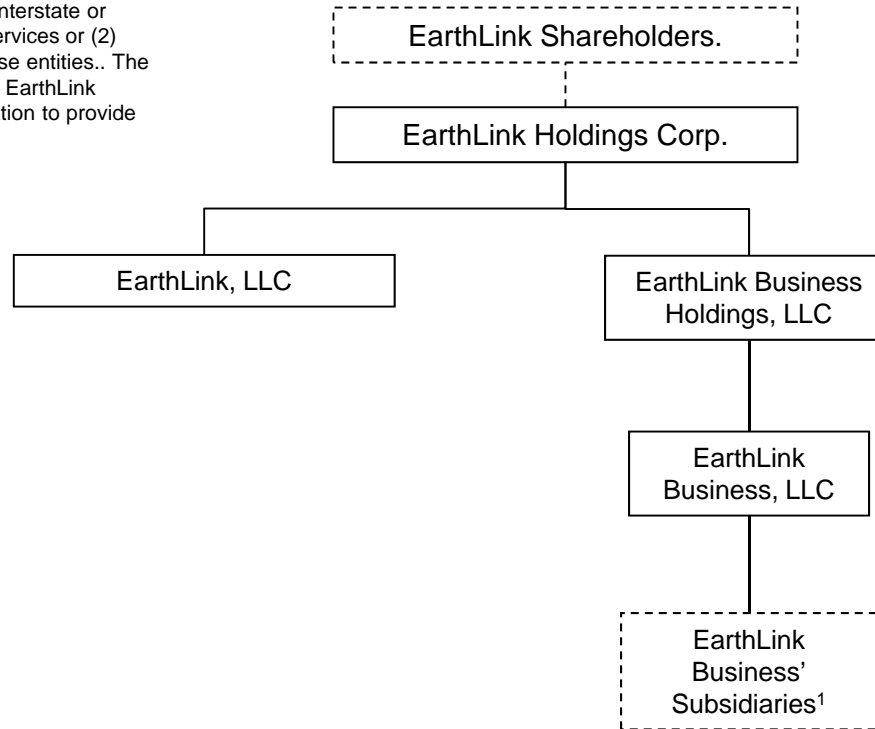 nterstate or
ervices or (2)
se entities.. The
EarthLink
tion to provide
EarthLink Shareholders.
EarthLink Holdings Corp.
EarthLink, LLC
EarthLink Business
Holdings, LLC
EarthLink
Business, LLC
EarthLink
Business’
Subsidiaries¹